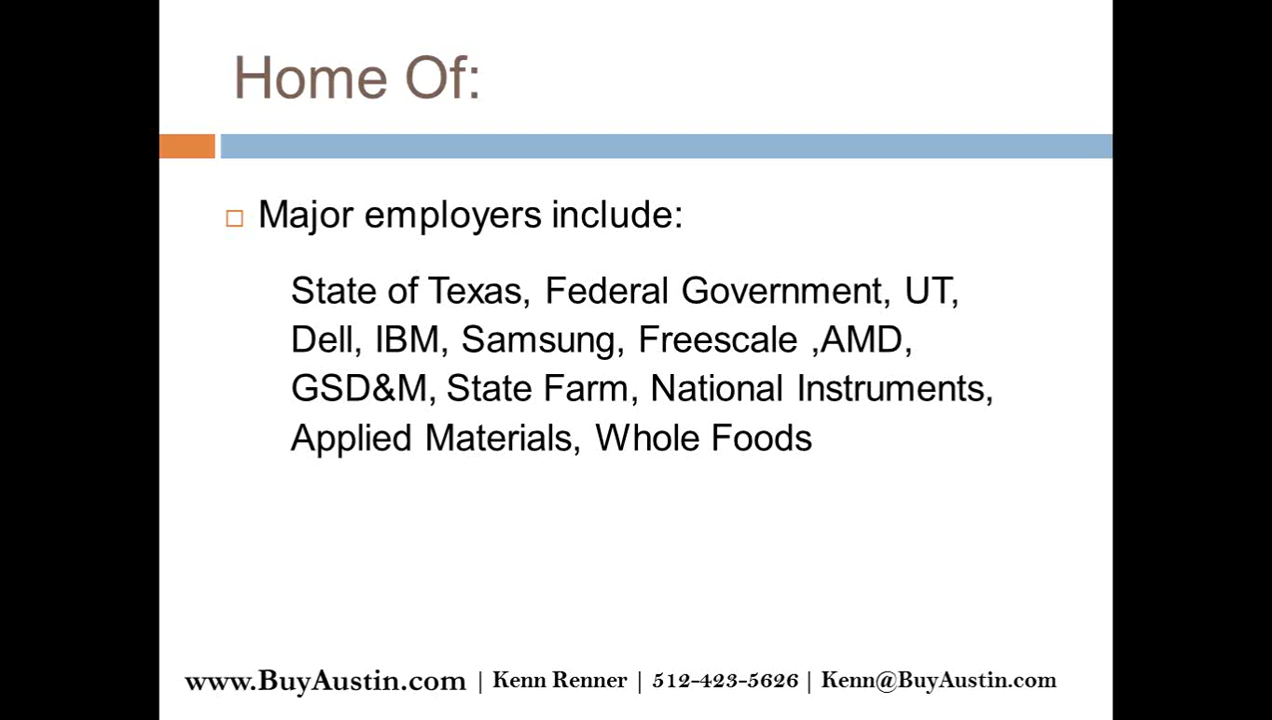 Home Of:
Major employers include:
State of Texas, Federal Government, UT,
Dell, IBM, Samsung, Freescale ,AMD,
GSD&M, State Farm, National Instruments,
Applied Materials, Whole Foods
www.BuyAustin.com | Kenn Renner | 512-423-5626 | Kenn@BuyAustin.com